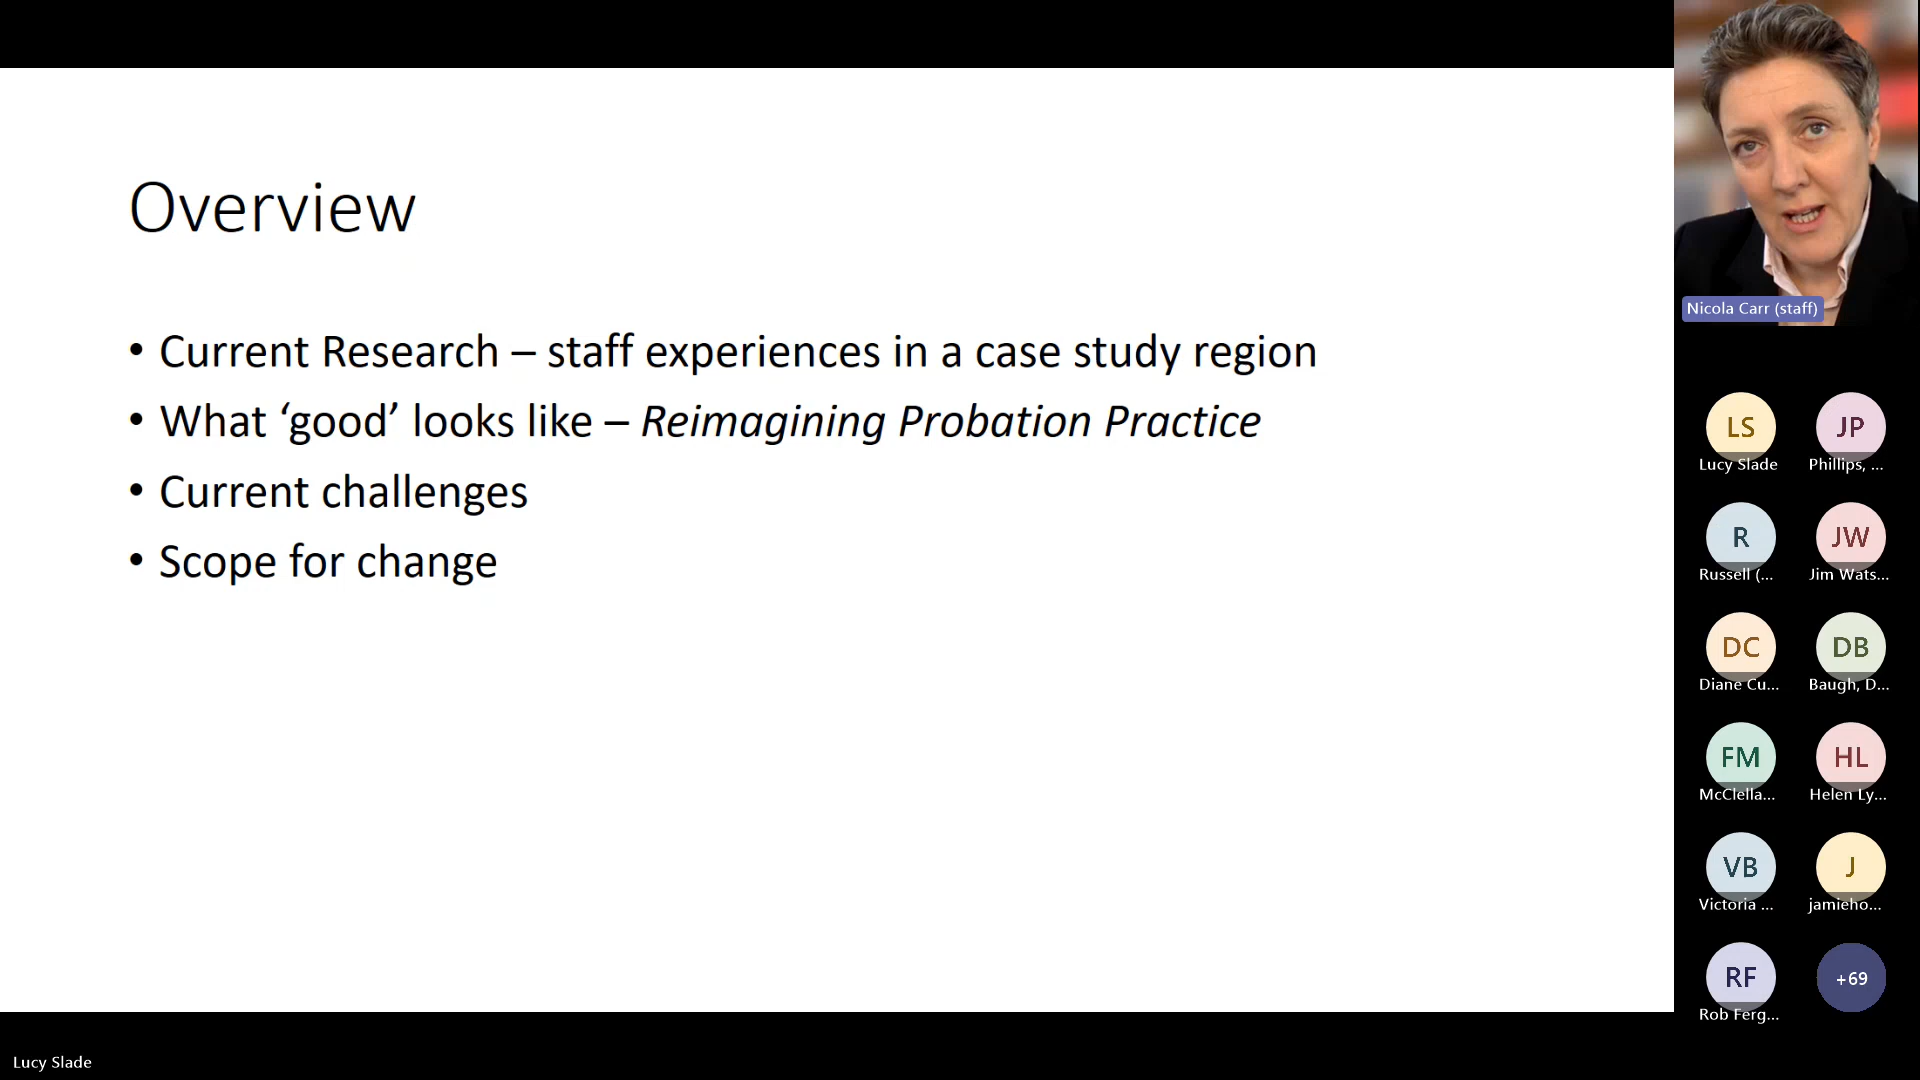 Overview
• Current Research – staff experiences in a case study region
• What ‘good’ looks like – Reimagining Probation Practice
• Current challenges
• Scope for change
Nicola Carr (staff)
LS
Lucy Slade
JP
Phillips, ...
R
Russell (...
JW
Jim Wats...
DC
Diane Cu...
DB
Baugh, D...
FM
McClella...
HL
Helen Ly...
VB
Victoria ...
J
jamieho...
RF
Rob Ferg...
+69
Lucy Slade